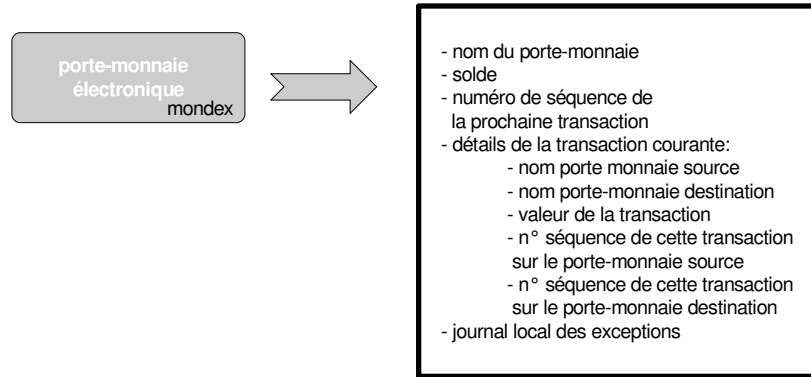 porte-monnaie
électronique
mondex
- nom du porte-monnaie
- solde
- numéro de séquence de
la prochaine transaction
- détails de la transaction courante:
- nom porte monnaie source
- nom porte-monnaie destination
- valeur de la transaction
- n° séquence de cette transaction
sur le porte-monnaie source
- n° séquence de cette transaction
sur le porte-monnaie destination
- journal local des exceptions